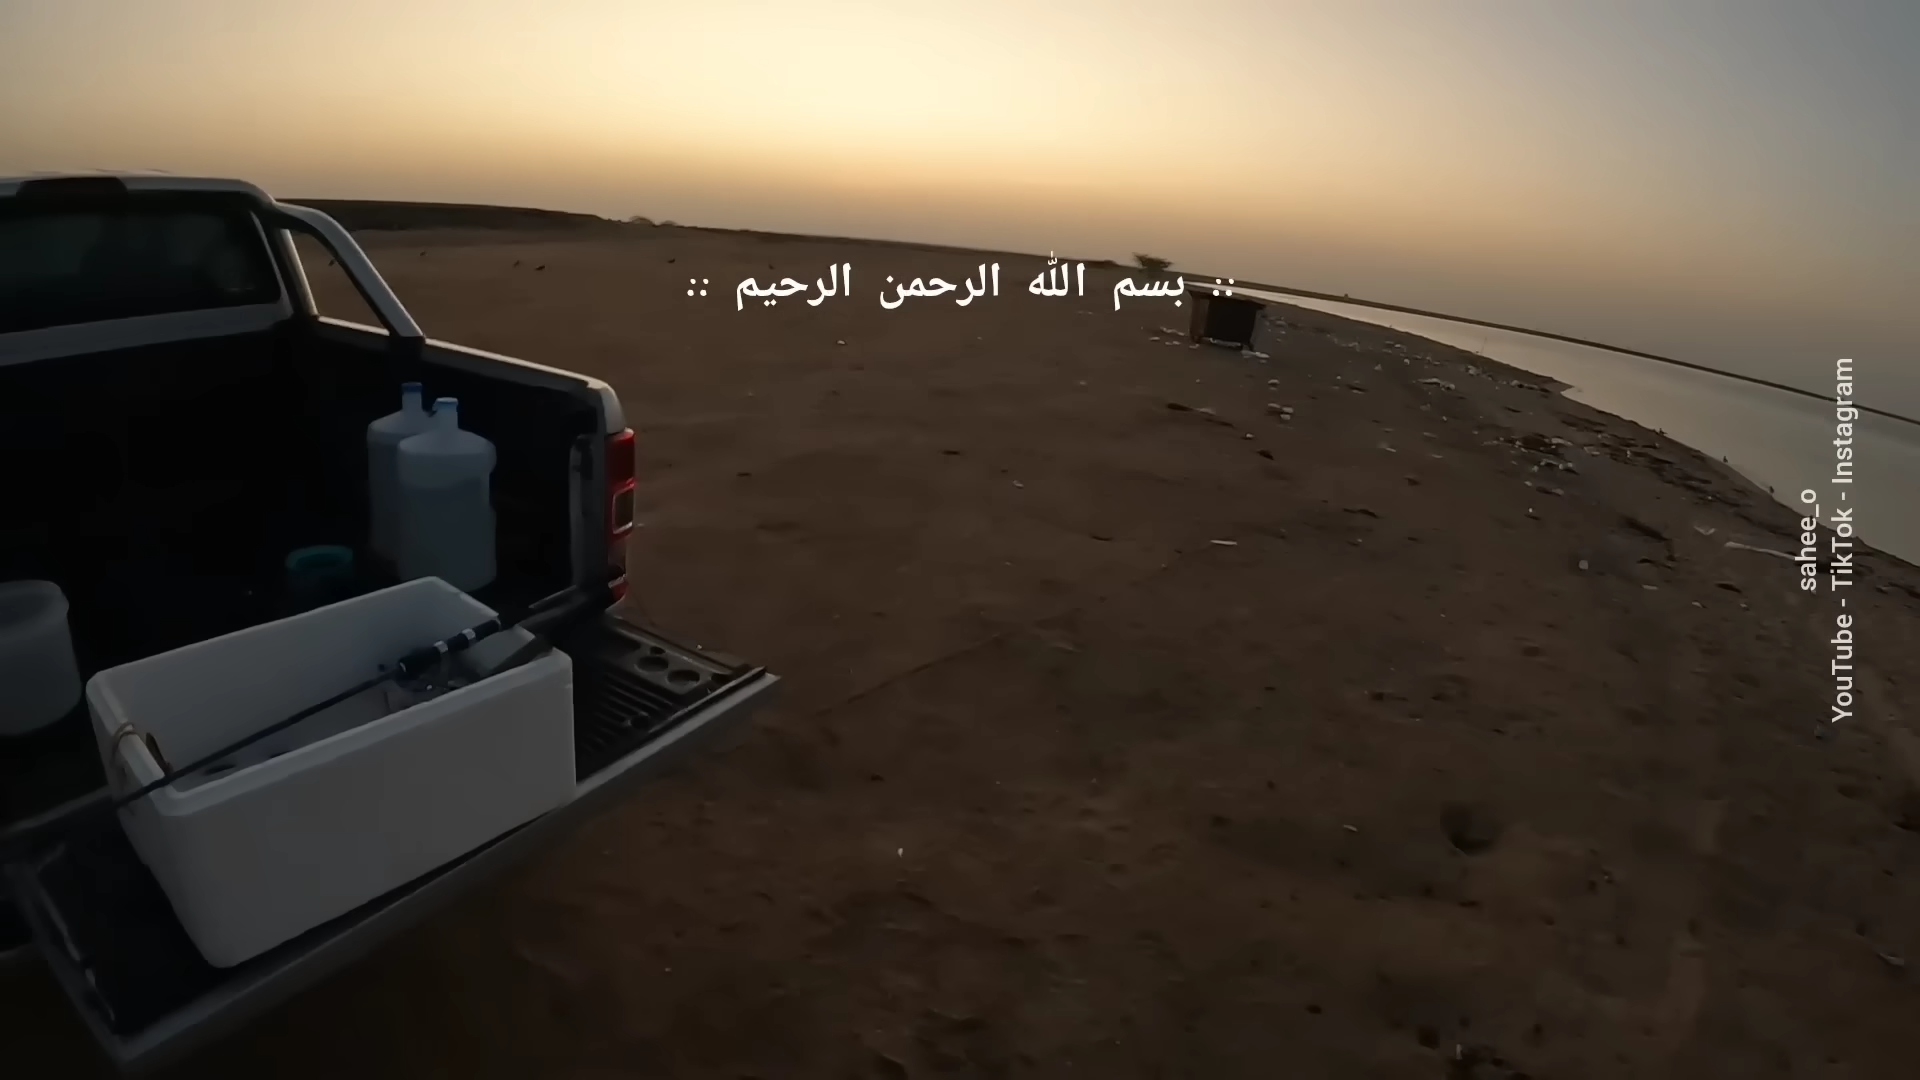 :: بسم الله الرحمن الرحيم ::
sahee_o
YouTube - TikTok - Instagram